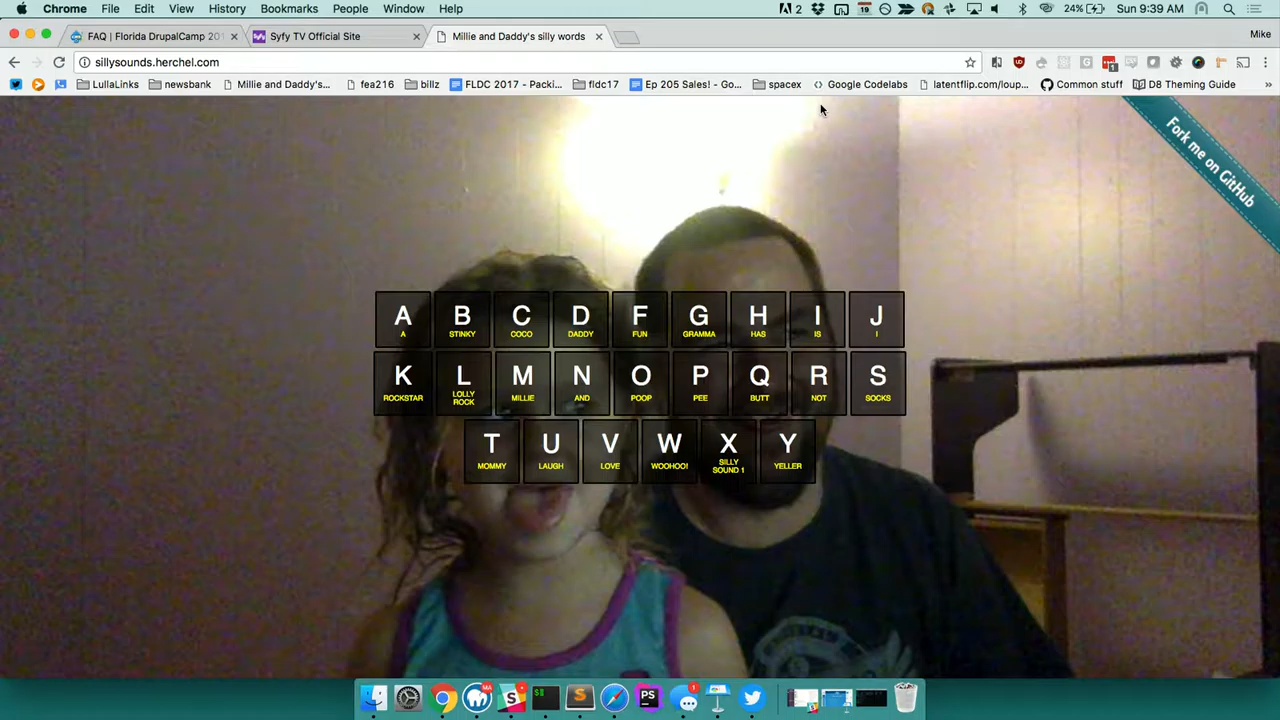 Chrome File Edit View History Bookmarks People Window Help
2 19 24% Sun 9:39 AM
FAQ | Florida DrupalCamp 201
Syfy TV Official Site
Millie and Daddy's silly words
Mike
sillysounds.herchel.com
LullaLinks newsbank Millie and Daddy's... fea216 billz FLDC 2017 - Packi... fldc17 Ep 205 Sales! - Go... spacex Google Codelabs latentflip.com/loup... Common stuff D8 Theming Guide »
Fork me on GitHub
A B C D F G H I J
A STINKY COCO DADDY FUN GRAMMA HAS IS I
K L M N O P Q R S
ROCKSTAR LOLLY ROCK MILLIE AND POOP PEE BUTT NOT SOCKS
T U V W X Y
MOMMY LAUGH LOVE WOOHOO! SILLY SOUND 1 YELLER